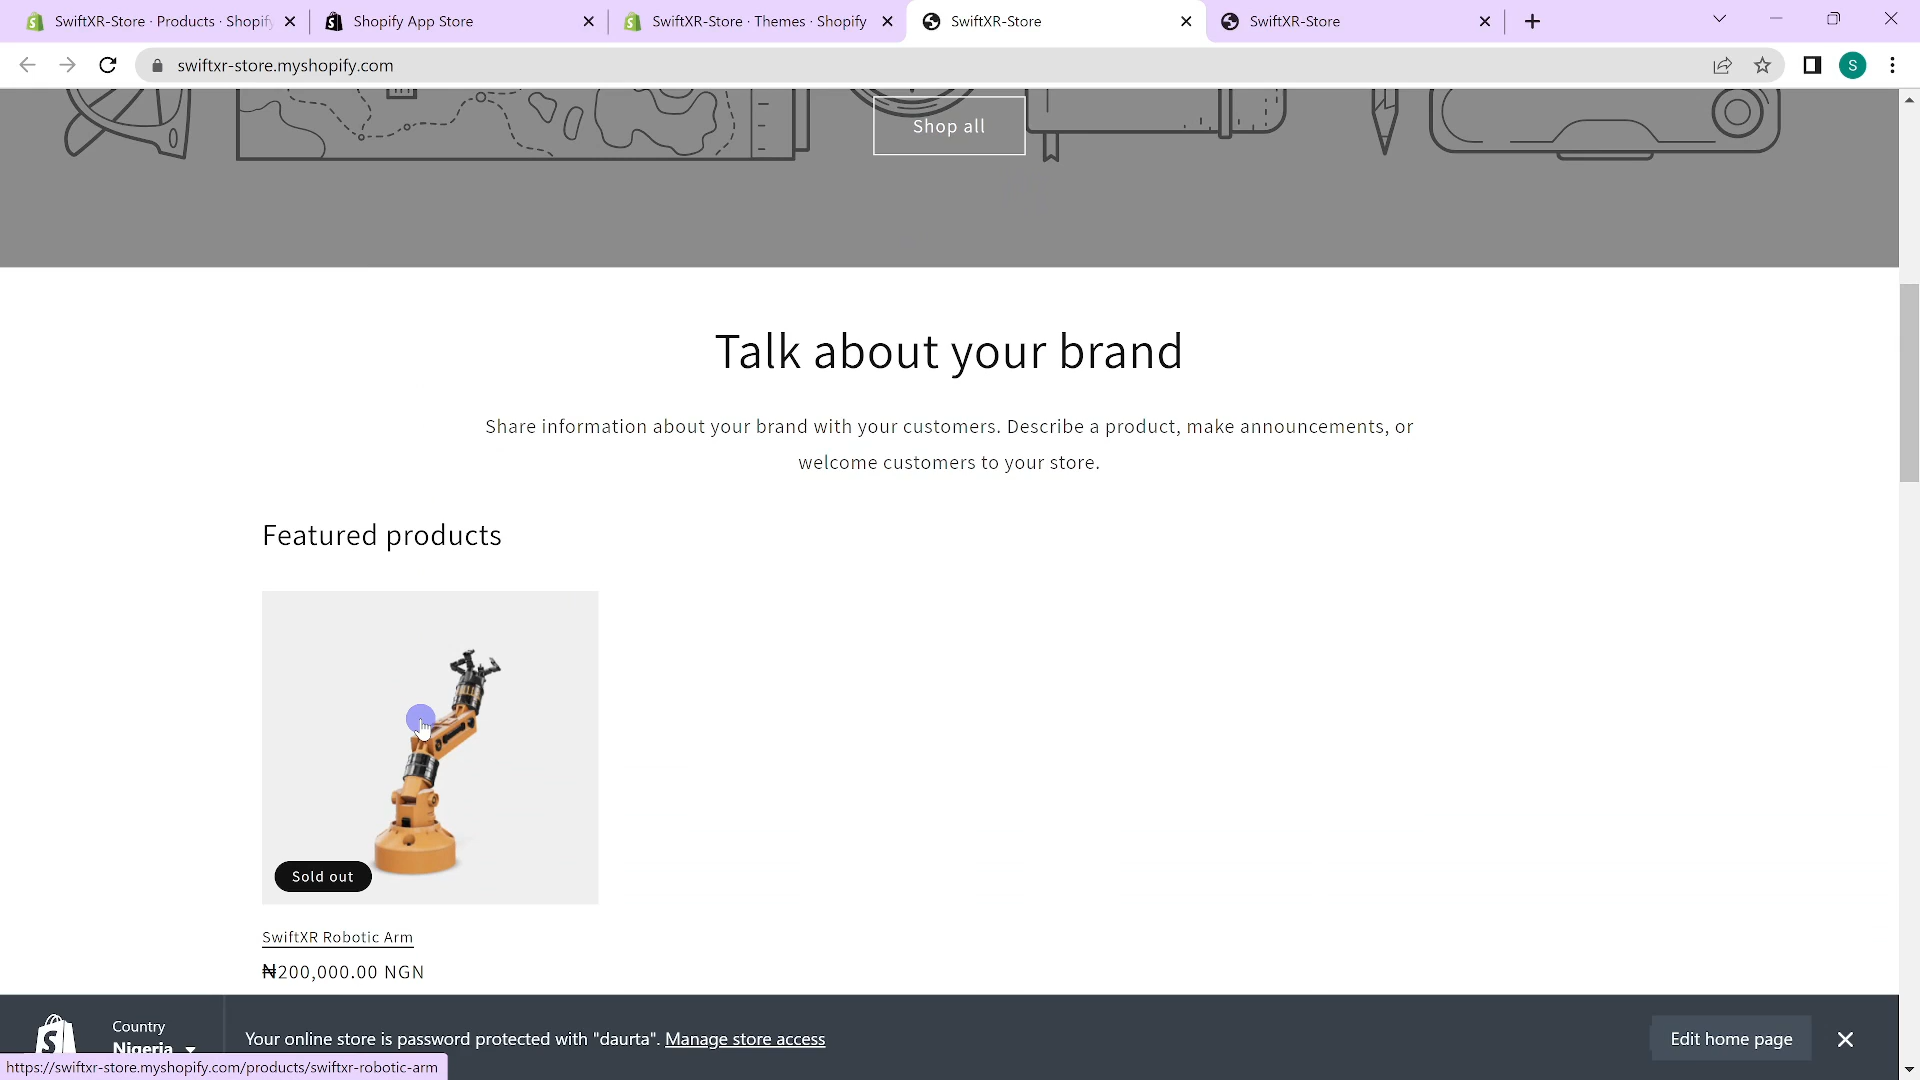 SwiftXR-Store · Products · Shopif
Shopify App Store
SwiftXR-Store · Themes · Shopify
SwiftXR-Store
SwiftXR-Store
swiftxr-store.myshopify.com
S
Shop all
Talk about your brand
Share information about your brand with your customers. Describe a product, make announcements, or
welcome customers to your store.
Featured products
Sold out
SwiftXR Robotic Arm
₦200,000.00 NGN
Country
Nigeria
Your online store is password protected with "daurta". Manage store access
Edit home page
https://swiftxr-store.myshopify.com/products/swiftxr-robotic-arm